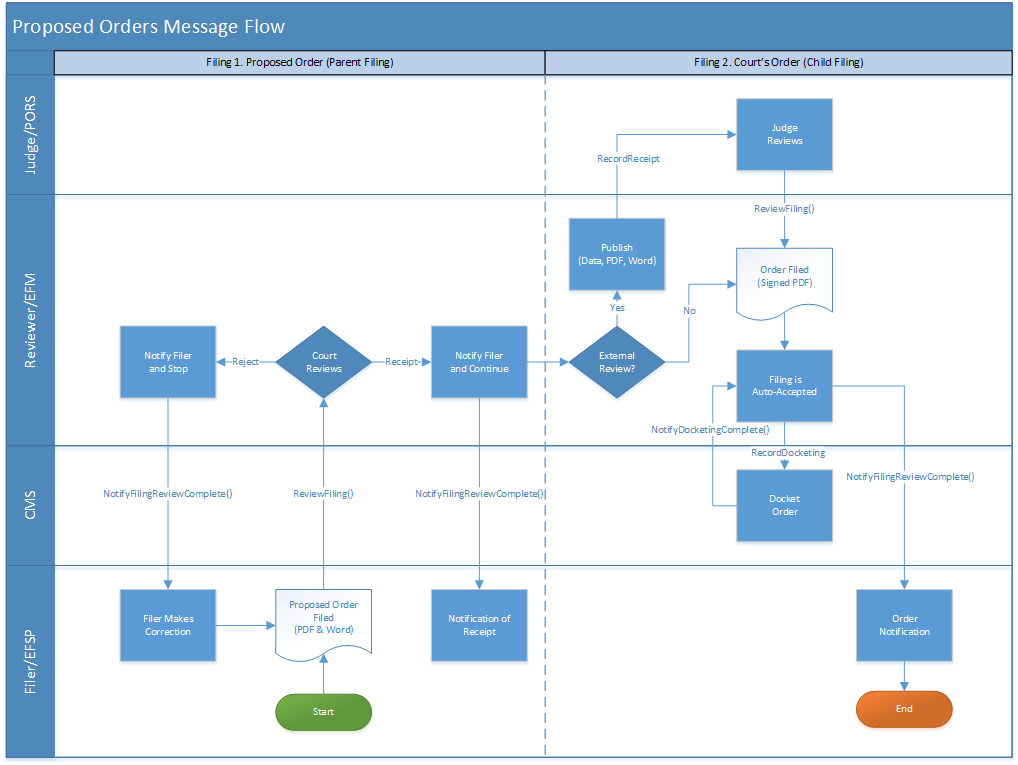 Proposed Orders Message Flow
Filing 1. Proposed Order (Parent Filing)
Filing 2. Court's Order (Child Filing)
Judge/PORS
Judge
Reviews
RecordReceipt
ReviewFiling()
Reviewer/EFM
Publish
(Data, PDF, Word)
Order Filed
(Signed PDF)
Yes
No
Notify Filer
and Stop
Reject
Court
Reviews
Receipt
Notify Filer
and Continue
External
Review?
Filing is
Auto-Accepted
NotifyDocketingComplete()
RecordDocketing
CMS
NotifyFilingReviewComplete()
ReviewFiling()
NotifyFilingReviewComplete()
Docket
Order
NotifyFilingReviewComplete()
Filer/EFSP
Filer Makes
Correction
Proposed Order
Filed
(PDF & Word)
Notification of
Receipt
Order
Notification
Start
End